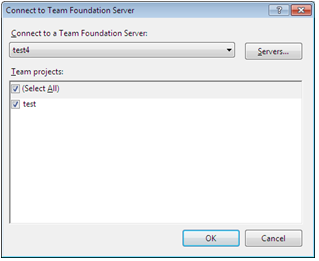 Connect to Team Foundation Server
Connect to a Team Foundation Server:
test4
Servers...
Team projects:
(Select All)
test
OK
Cancel